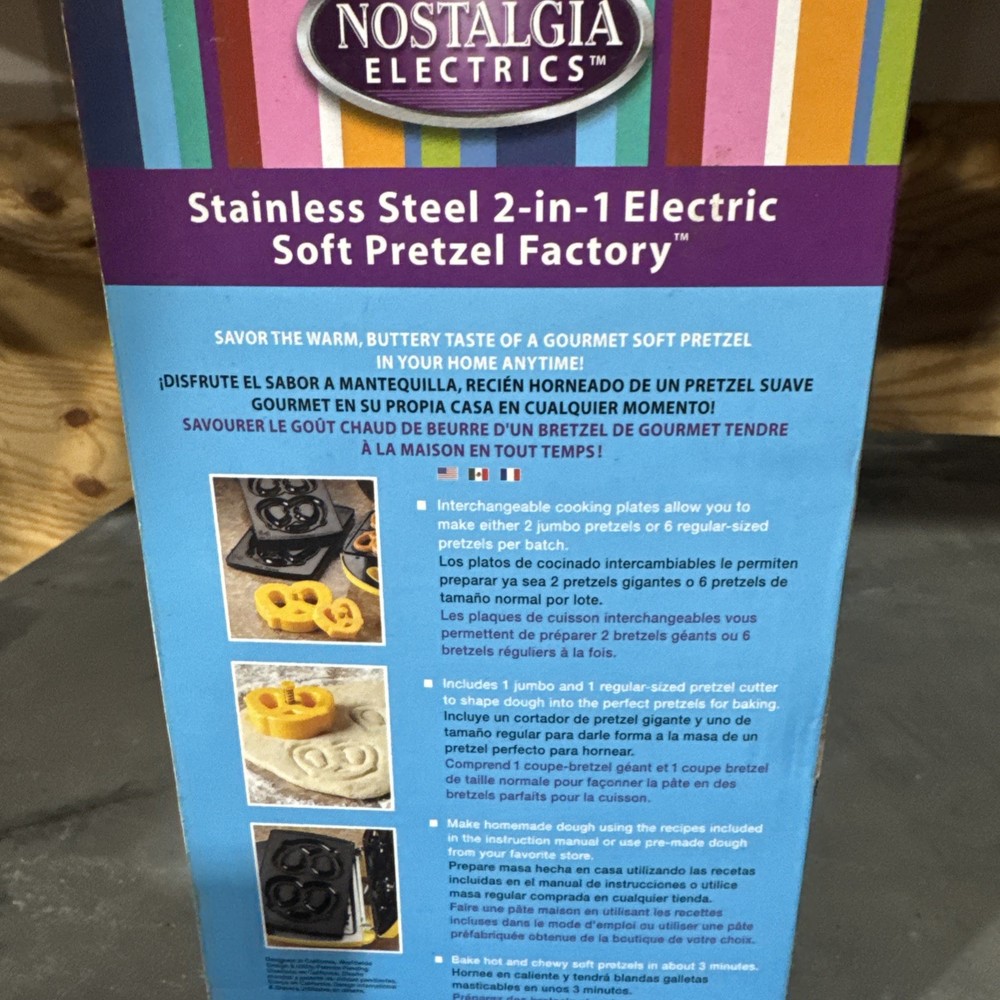 NOSTALGIA
ELECTRICS™
Stainless Steel 2-in-1 Electric
Soft Pretzel Factory™
SAVOR THE WARM, BUTTERY TASTE OF A GOURMET SOFT PRETZEL
IN YOUR HOME ANYTIME!
¡DISFRUTE EL SABOR A MANTEQUILLA, RECIÉN HORNEADO DE UN PRETZEL SUAVE
GOURMET EN SU PROPIA CASA EN CUALQUIER MOMENTO!
SAVOURER LE GOÛT CHAUD DE BEURRE D'UN BRETZEL DE GOURMET TENDRE
À LA MAISON EN TOUT TEMPS!
Interchangeable cooking plates allow you to
make either 2 jumbo pretzels or 6 regular-sized
pretzels per batch.
Los platos de cocinado intercambiables le permiten
preparar ya sea 2 pretzels gigantes o 6 pretzels de
tamaño normal por lote.
Les plaques de cuisson interchangeables vous
permettent de préparer 2 bretzels géants ou 6
bretzels réguliers à la fois.
Includes 1 jumbo and 1 regular-sized pretzel cutter
to shape dough into the perfect pretzels for baking.
Incluye un cortador de pretzel gigante y uno de
tamaño regular para darle forma a la masa de un
pretzel perfecto para hornear.
Comprend 1 coupe-bretzel géant et 1 coupe bretzel
de taille normale pour façonner la pâte en des
bretzels parfaits pour la cuisson.
Make homemade dough using the recipes included
in the instruction manual or use pre-made dough
from your favorite store.
Prepare masa hecha en casa utilizando las recetas
incluidas en el manual de instrucciones o utilice
masa regular comprada en cualquier tienda.
Faire une pâte maison en utilisant les recettes
incluses dans le mode d'emploi ou utiliser une pâte
préfabriquée obtenue de la boutique de votre choix.
Bake hot and chewy soft pretzels in about 3 minutes.
Hornee en caliente y tendrá blandas galletas
masticables en unos 3 minutos.